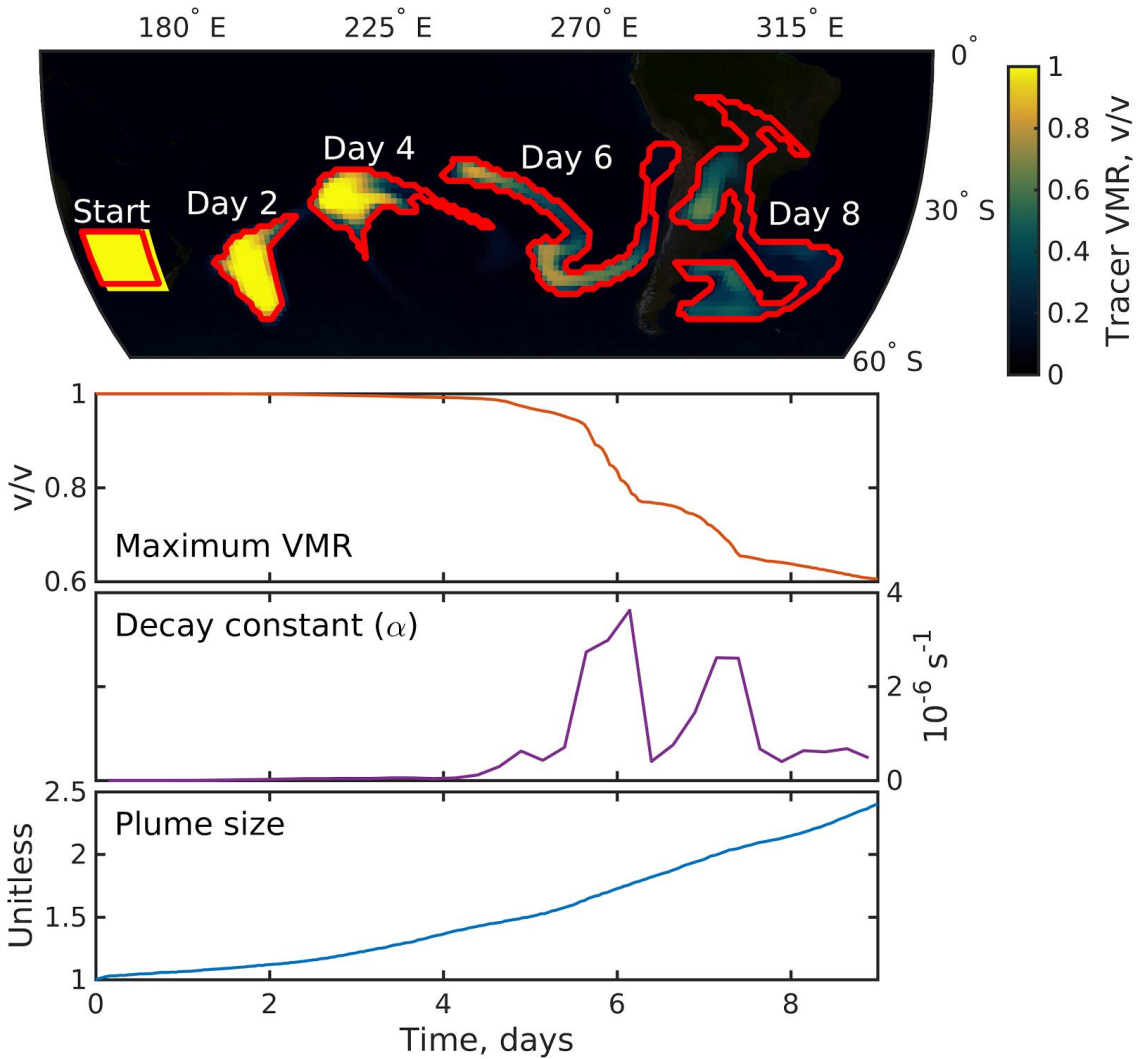 180° E 225° E 270° E 315° E
0°
30° S
60° S
Start
Day 2
Day 4
Day 6
Day 8
1
0.8
0.6
0.4
0.2
0
Tracer VMR, v/v
1
0.8
0.6
v/v
Maximum VMR
Decay constant (α)
4
2
0
10⁻⁶ s⁻¹
2.5
2
1.5
1
Unitless
Plume size
0 2 4 6 8
Time, days